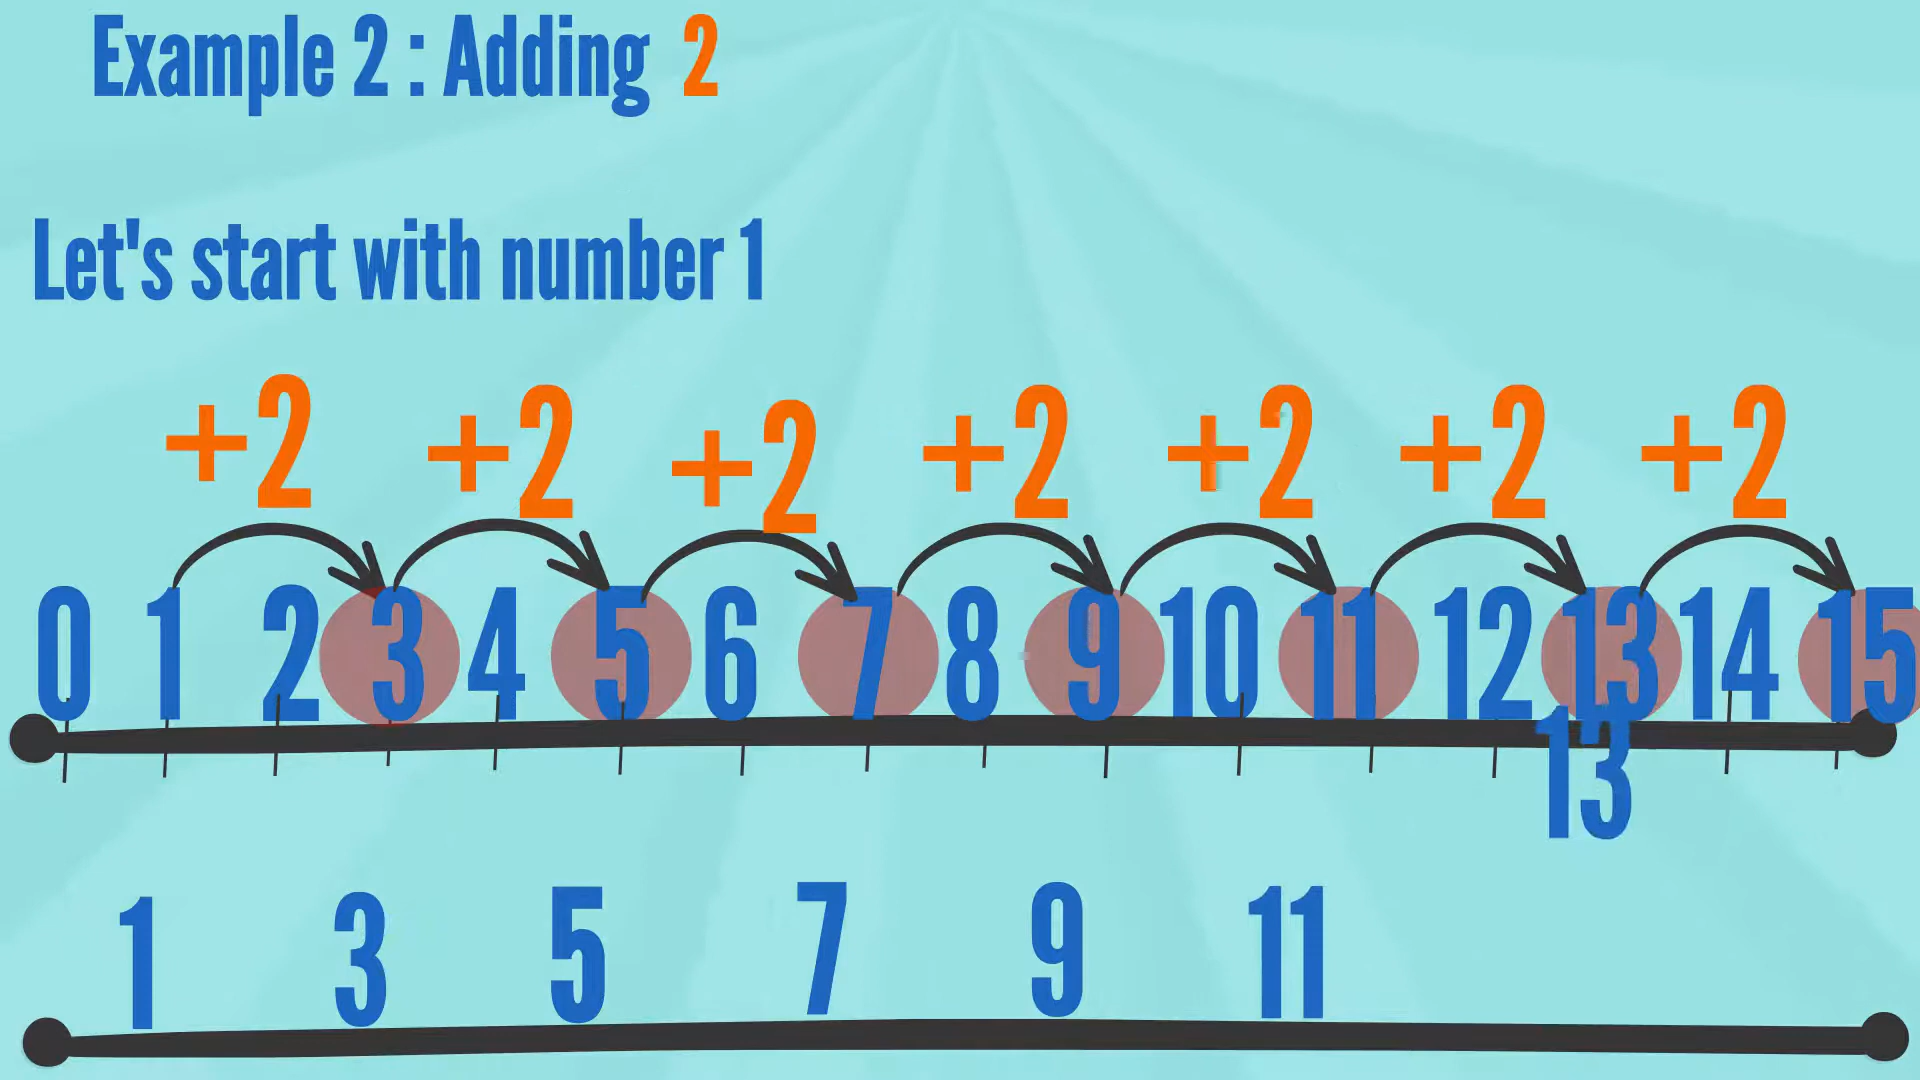 Example 2 : Adding 2
Let's start with number 1
+2 +2 +2 +2 +2 +2 +2
0 1 2 3 4 5 6 7 8 9 10 11 12 13 14 15
13
1 3 5 7 9 11